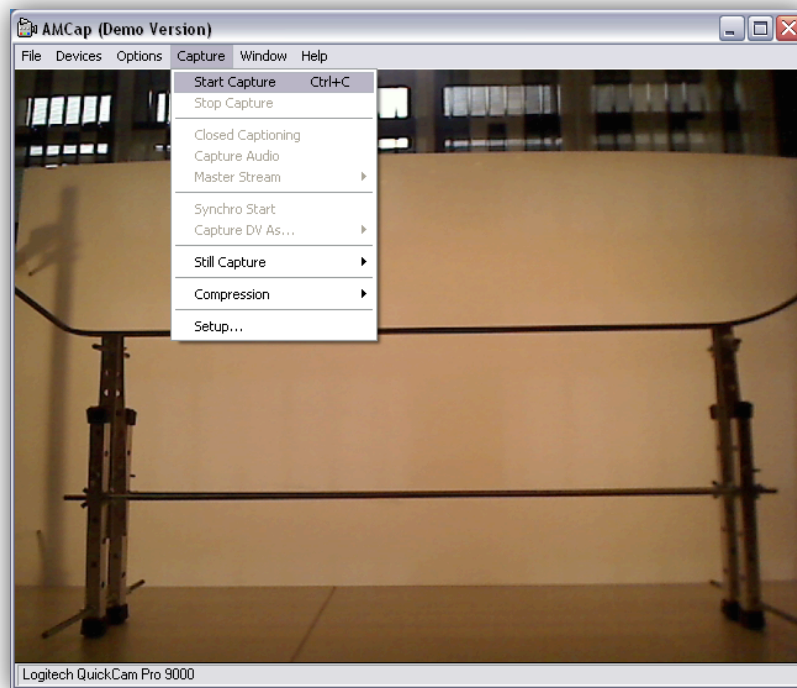 AMCap (Demo Version)
File Devices Options Capture Window Help
Start Capture Ctrl+C
Stop Capture
Closed Captioning
Capture Audio
Master Stream
Synchro Start
Capture DV As...
Still Capture
Compression
Setup...
Logitech QuickCam Pro 9000